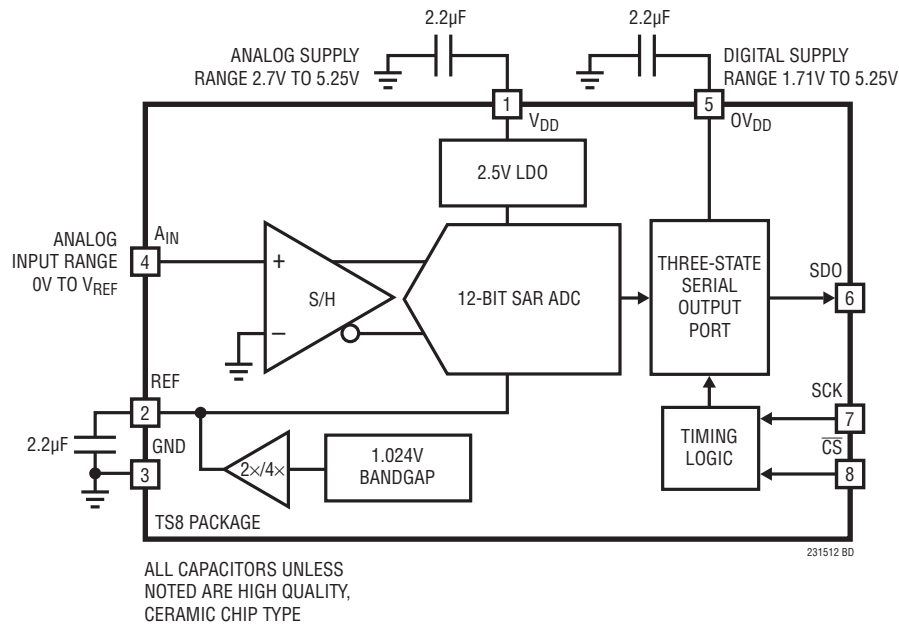 2.2µF
2.2µF
ANALOG SUPPLY
RANGE 2.7V TO 5.25V
DIGITAL SUPPLY
RANGE 1.71V TO 5.25V
1
VDD
5
OVDD
2.5V LDO
ANALOG
INPUT RANGE
0V TO VREF
AIN
4
+
S/H
–
12-BIT SAR ADC
THREE-STATE
SERIAL
OUTPUT
PORT
SDO
6
REF
2
2.2µF
GND
3
2×/4×
1.024V
BANDGAP
TIMING
LOGIC
SCK
7
CS
8
TS8 PACKAGE
231512 BD
ALL CAPACITORS UNLESS
NOTED ARE HIGH QUALITY,
CERAMIC CHIP TYPE